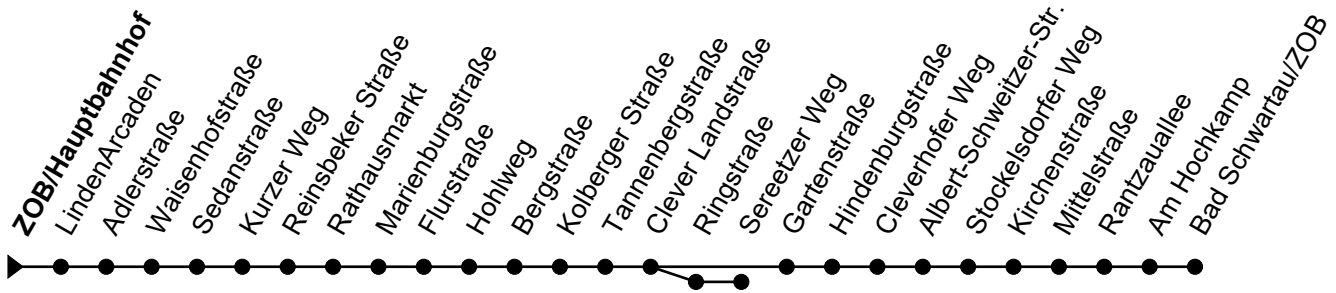 ZOB/Hauptbahnhof
LindenArcaden
Adlerstraße
Waisenhofstraße
Sedanstraße
Kurzer Weg
Reinsbeker Straße
Rathausmarkt
Marienburgstraße
Flurstraße
Hohlweg
Bergstraße
Kolberger Straße
Tannenbergstraße
Clever Landstraße
Ringstraße
Sereetzer Weg
Gartenstraße
Hindenburgstraße
Cleverhofer Weg
Albert-Schweitzer-Str.
Stockelsdorfer Weg
Kirchenstraße
Mittelstraße
Rantzauallee
Am Hochkamp
Bad Schwartau/ZOB